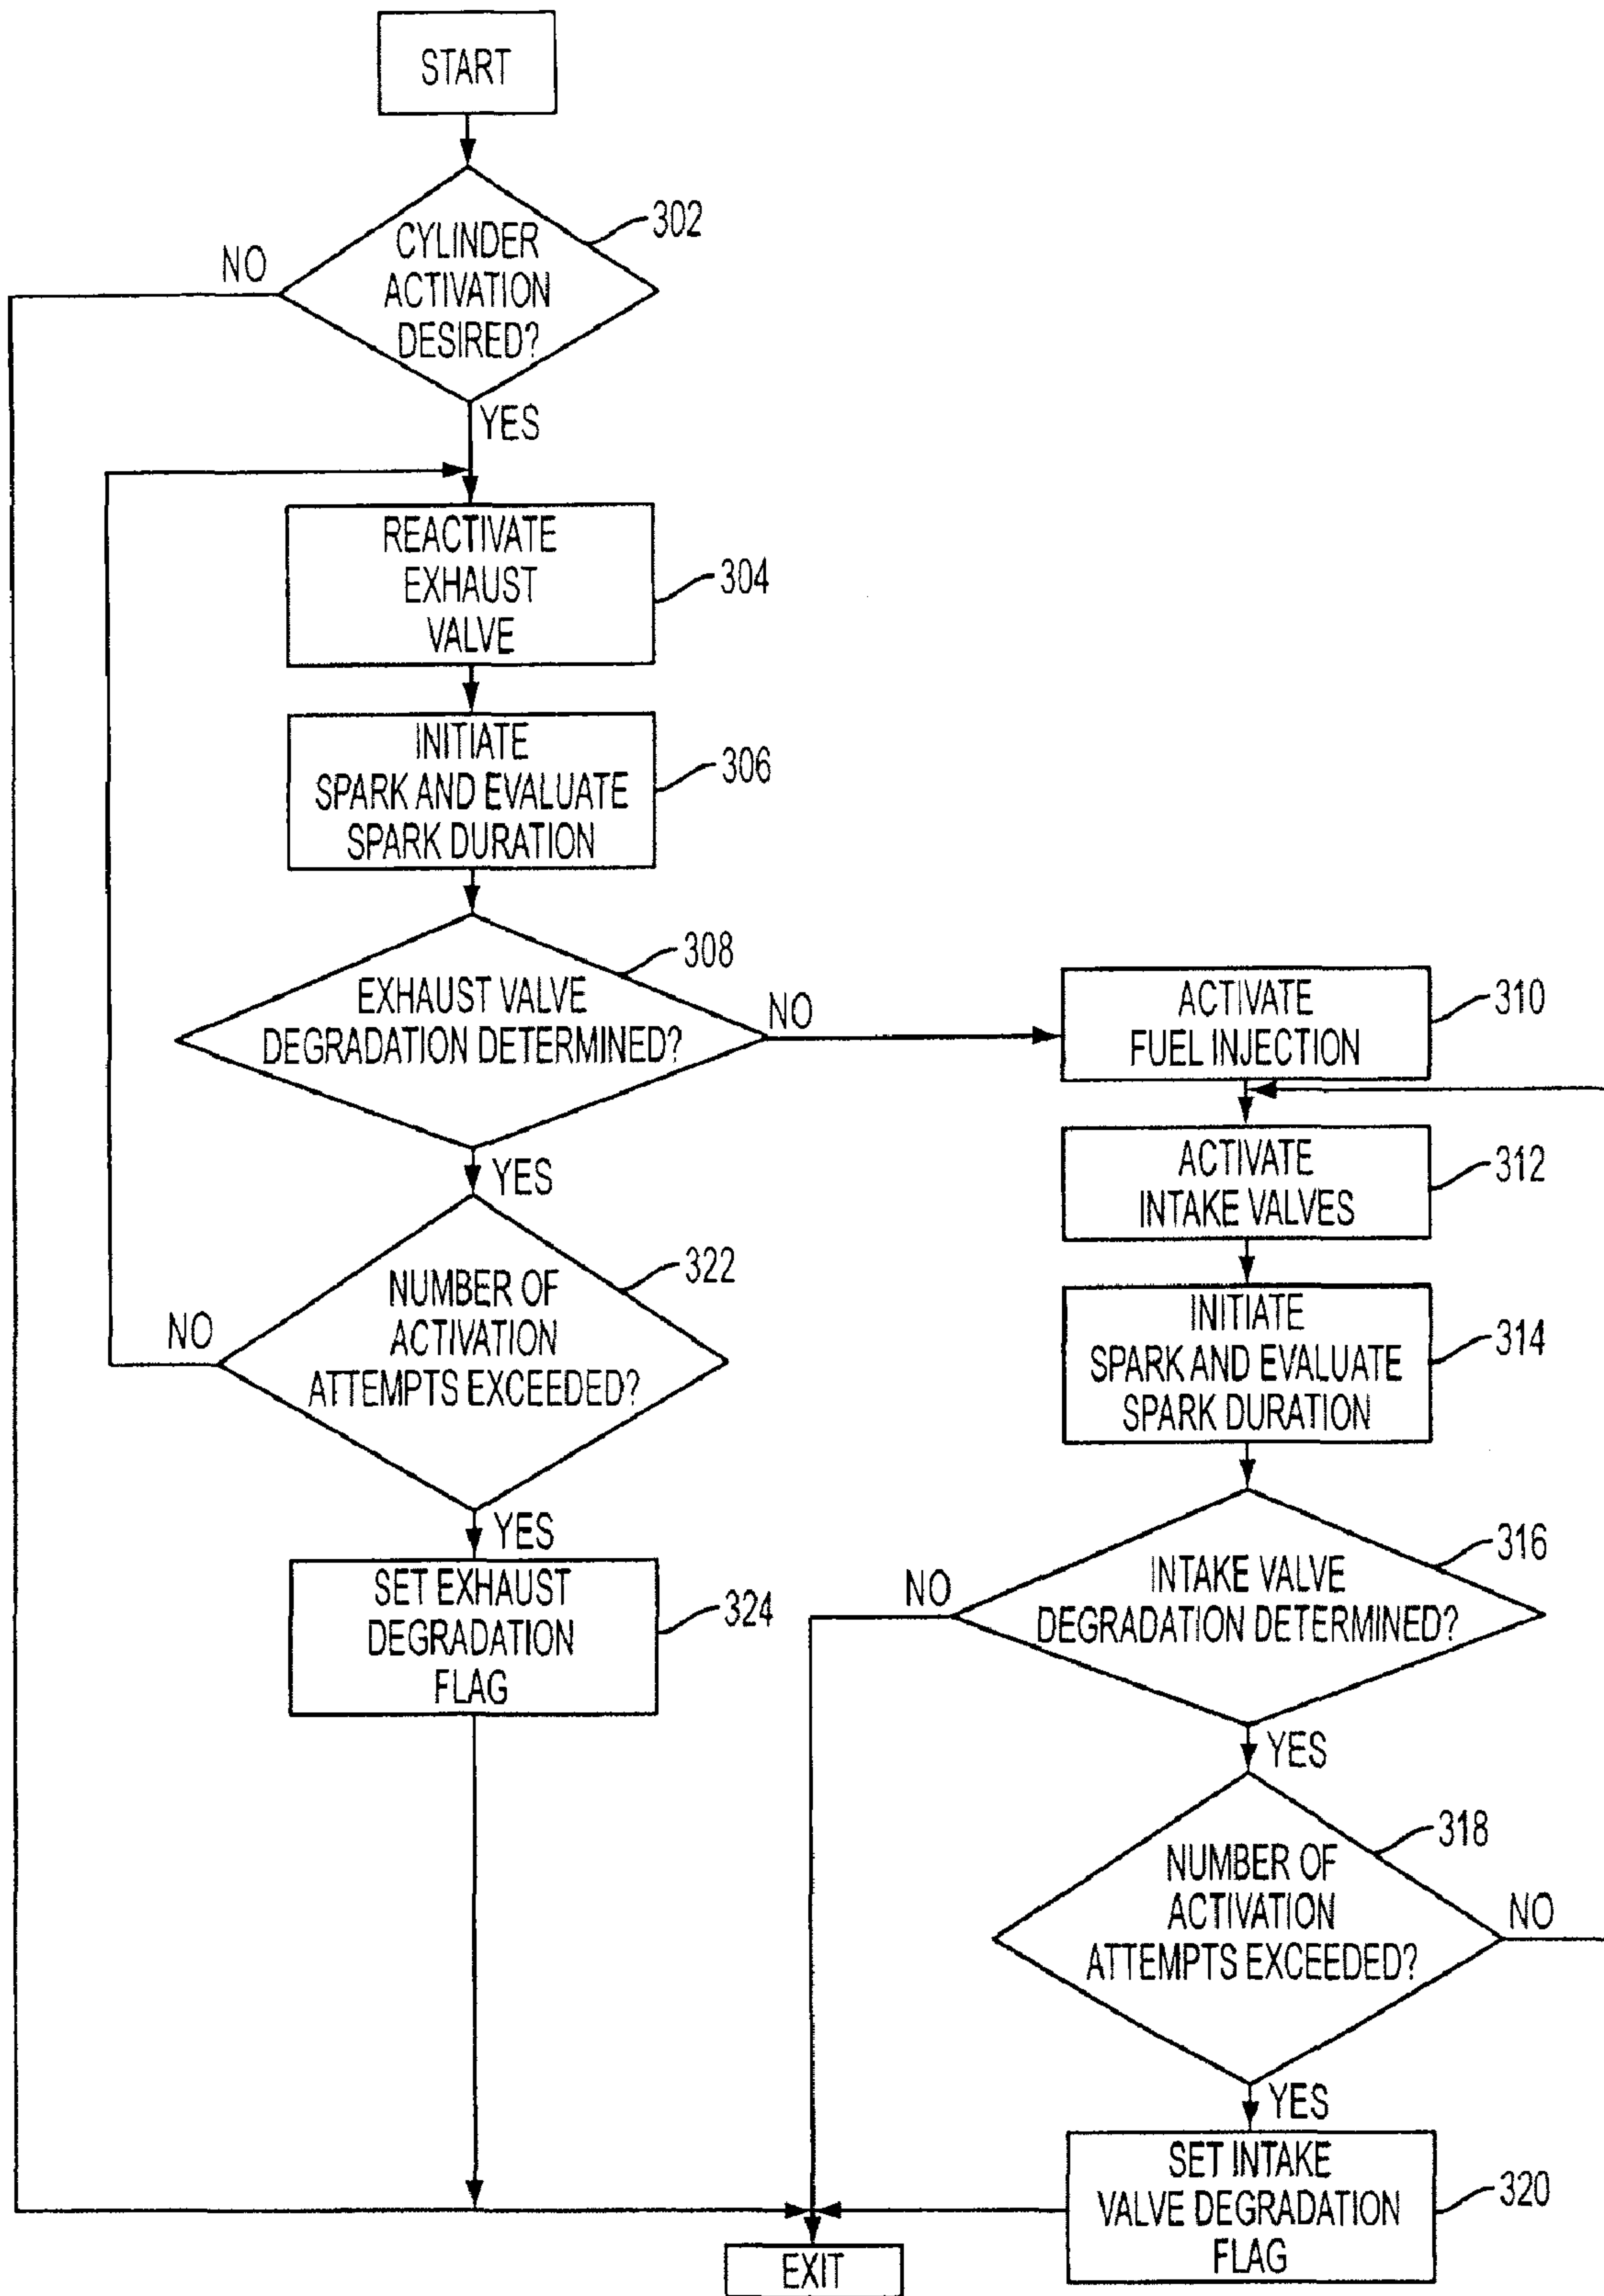 START
CYLINDER
ACTIVATION
DESIRED?
302
NO
YES
REACTIVATE
EXHAUST
VALVE
304
INITIATE
SPARK AND EVALUATE
SPARK DURATION
306
EXHAUST VALVE
DEGRADATION DETERMINED?
308
NO
YES
NUMBER OF
ACTIVATION
ATTEMPTS EXCEEDED?
322
NO
YES
SET EXHAUST
DEGRADATION
FLAG
324
ACTIVATE
FUEL INJECTION
310
ACTIVATE
INTAKE VALVES
312
INITIATE
SPARK AND EVALUATE
SPARK DURATION
314
INTAKE VALVE
DEGRADATION DETERMINED?
316
NO
YES
NUMBER OF
ACTIVATION
ATTEMPTS EXCEEDED?
318
NO
YES
SET INTAKE
VALVE DEGRADATION
FLAG
320
EXIT